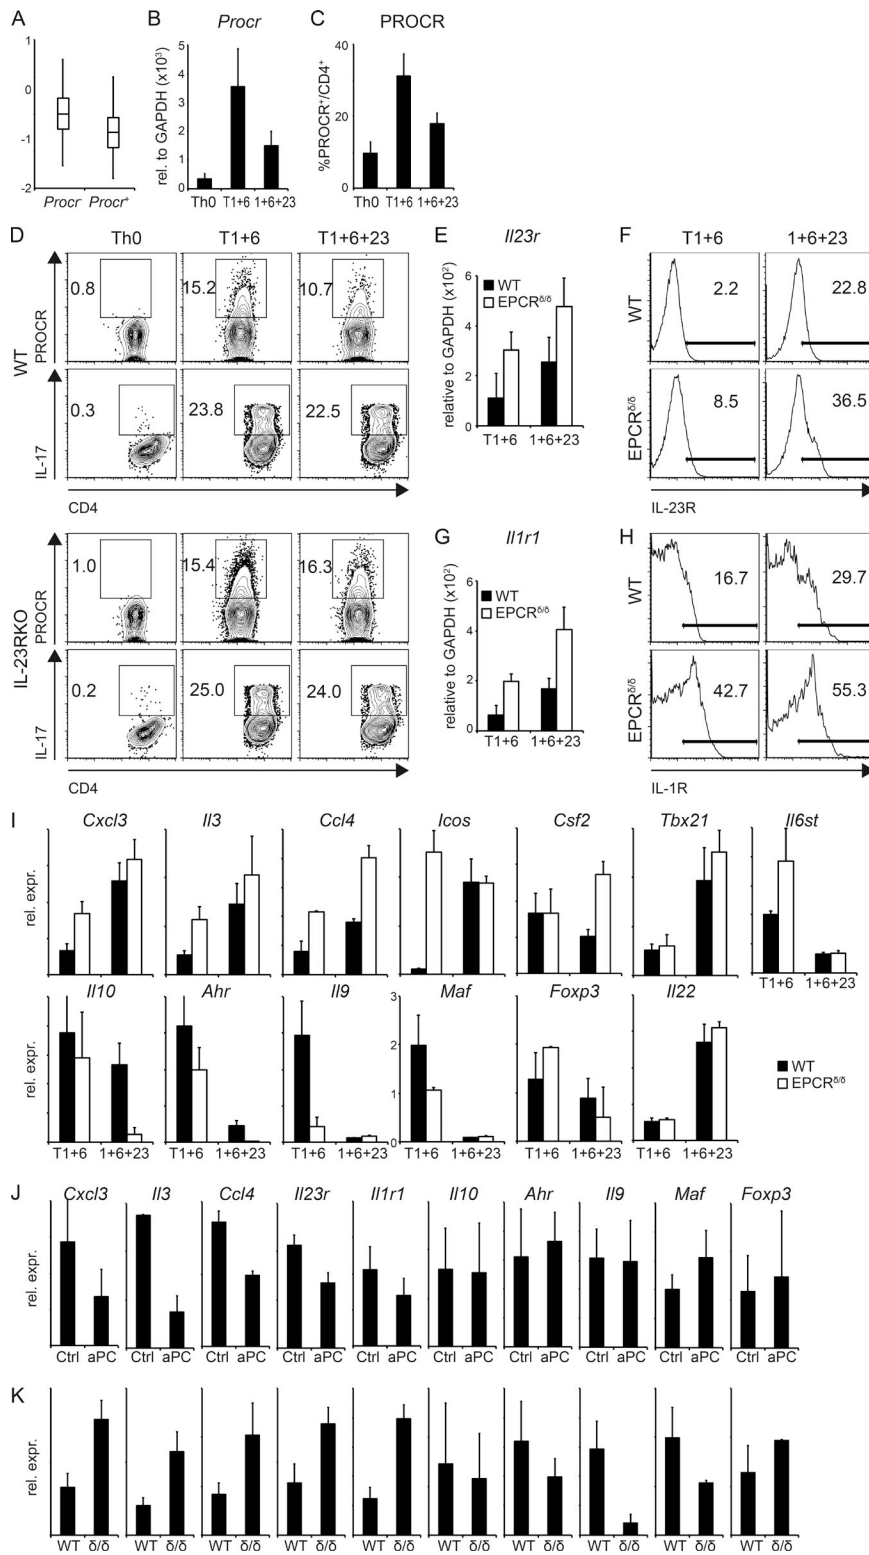 A
B
Procr
C
PROCR
1
0
-1
-2
Procr- Procr+
rel. to GAPDH (x10³)
5
4
3
2
1
0
Th0 T1+6 1+6+23
%PROCR+/CD4+
40
20
0
Th0 T1+6 1+6+23
D
Th0 T1+6 T1+6+23
WT
PROCR
0.8 15.2 10.7
IL-17
0.3 23.8 22.5
CD4
IL-23RKO
PROCR
1.0 15.4 16.3
IL-17
0.2 25.0 24.0
CD4
E
Il23r
relative to GAPDH (x10²)
6
5
4
3
2
1
0
WT
EPCRδ/δ
T1+6 1+6+23
F
T1+6 1+6+23
WT
2.2 22.8
EPCRδ/δ
8.5 36.5
IL-23R
G
Il1r1
relative to GAPDH (x10²)
6
4
2
0
WT
EPCRδ/δ
T1+6 1+6+23
H
WT
16.7 29.7
EPCRδ/δ
42.7 55.3
IL-1R
I
Cxcl3 Il3 Ccl4 Icos Csf2 Tbx21 Il6st
rel. expr.
T1+6 1+6+23
Il10 Ahr Il9 Maf Foxp3 Il22
rel. expr.
3
2
1
0
T1+6 1+6+23 T1+6 1+6+23 T1+6 1+6+23 T1+6 1+6+23 T1+6 1+6+23 T1+6 1+6+23
WT
EPCRδ/δ
J
Cxcl3 Il3 Ccl4 Il23r Il1r1 Il10 Ahr Il9 Maf Foxp3
rel. expr.
Ctrl aPC Ctrl aPC Ctrl aPC Ctrl aPC Ctrl aPC Ctrl aPC Ctrl aPC Ctrl aPC Ctrl aPC Ctrl aPC
K
rel. expr.
WT δ/δ WT δ/δ WT δ/δ WT δ/δ WT δ/δ WT δ/δ WT δ/δ WT δ/δ WT δ/δ WT δ/δ